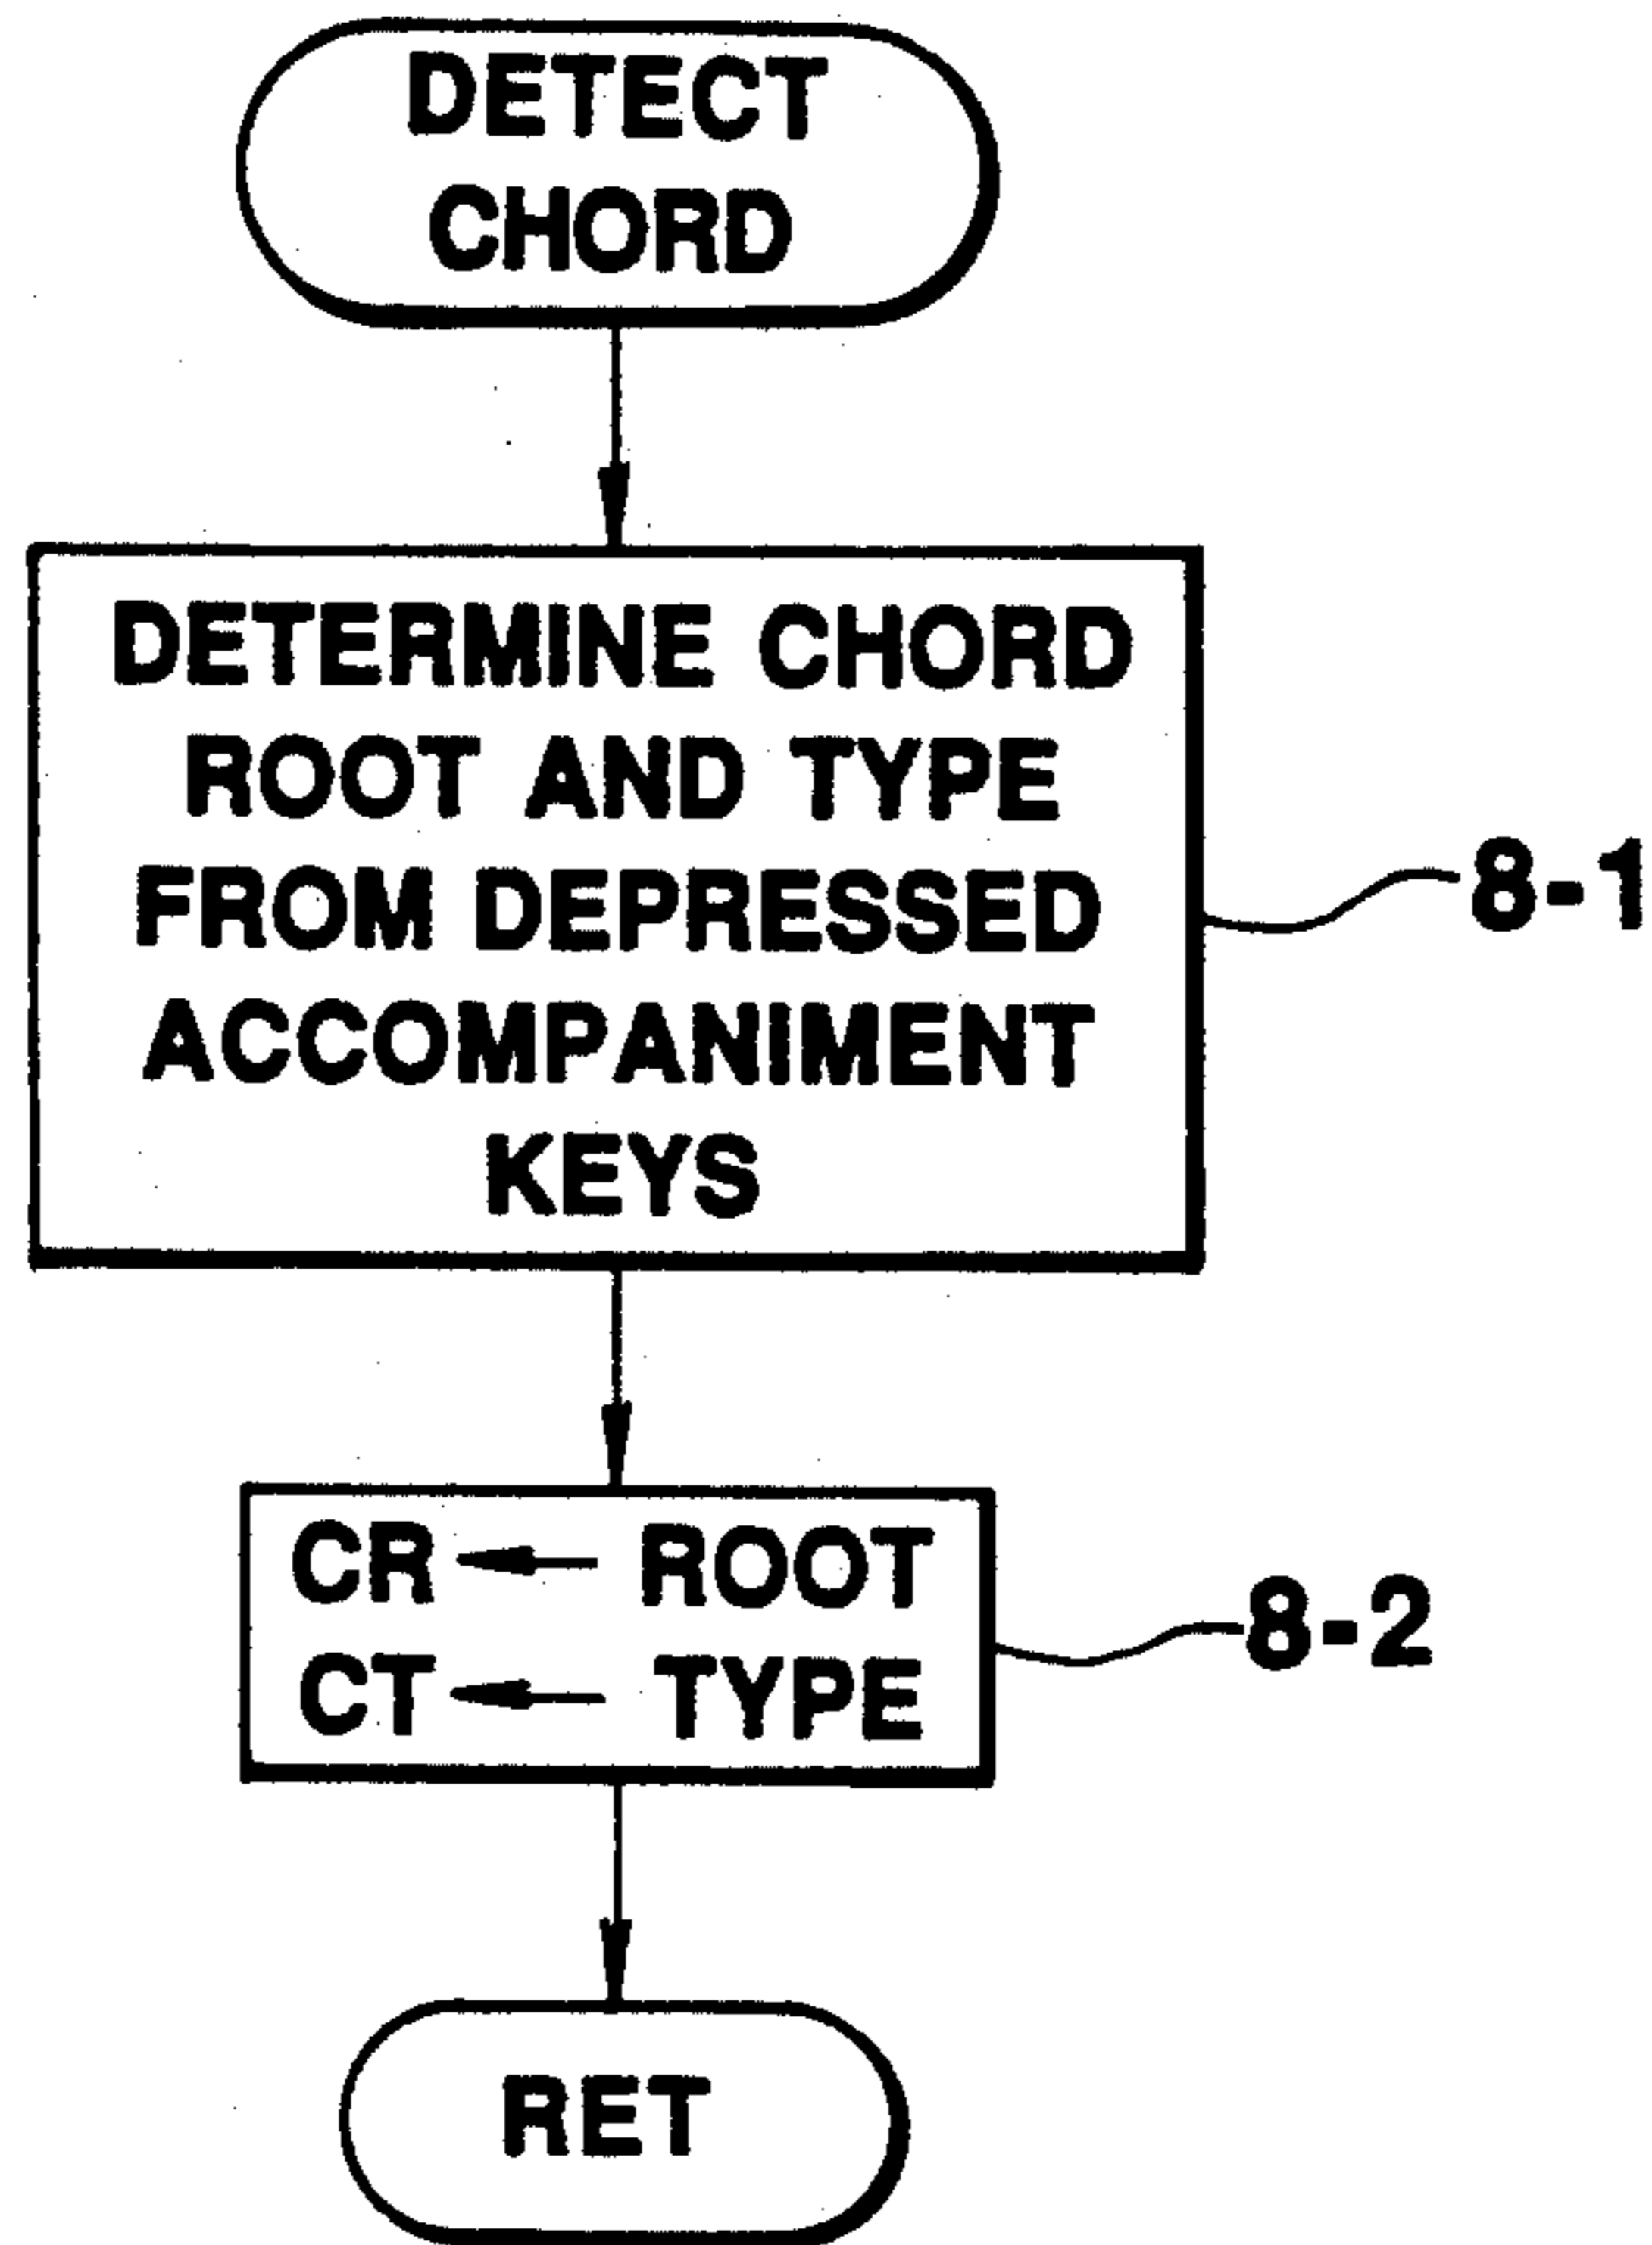 DETECT
CHORD
DETERMINE CHORD
ROOT AND TYPE
FROM DEPRESSED
ACCOMPANIMENT
KEYS
8-1
CR ← ROOT
CT ← TYPE
8-2
RET